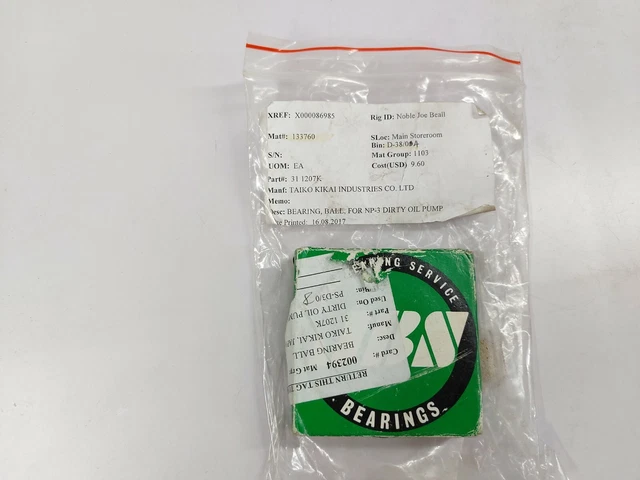 XREF: X000086985 Rig ID: Noble Joe Beall
Mat#: 133760 SLoc: Main Storeroom
Bin: D-38/
S/N: Mat Group: 1103
UOM: EA Cost(USD) 9.60
Part#: 31 1207K
Manf: TAIKO KIKAI INDUSTRIES CO. LTD
Memo:
Desc: BEARING, BALL, FOR NP-3 DIRTY OIL PUMP
Printed: 16.08.2017
SERVICE
BEARINGS
RETURN THIS TAG
Card #: 002394 Mat Grp
Desc: BEARING BALL
Manuf: TAIKO KIKAI,
Part #: 31 1207K
Used On: DIRTY OIL PUM
PS-D3/0 8